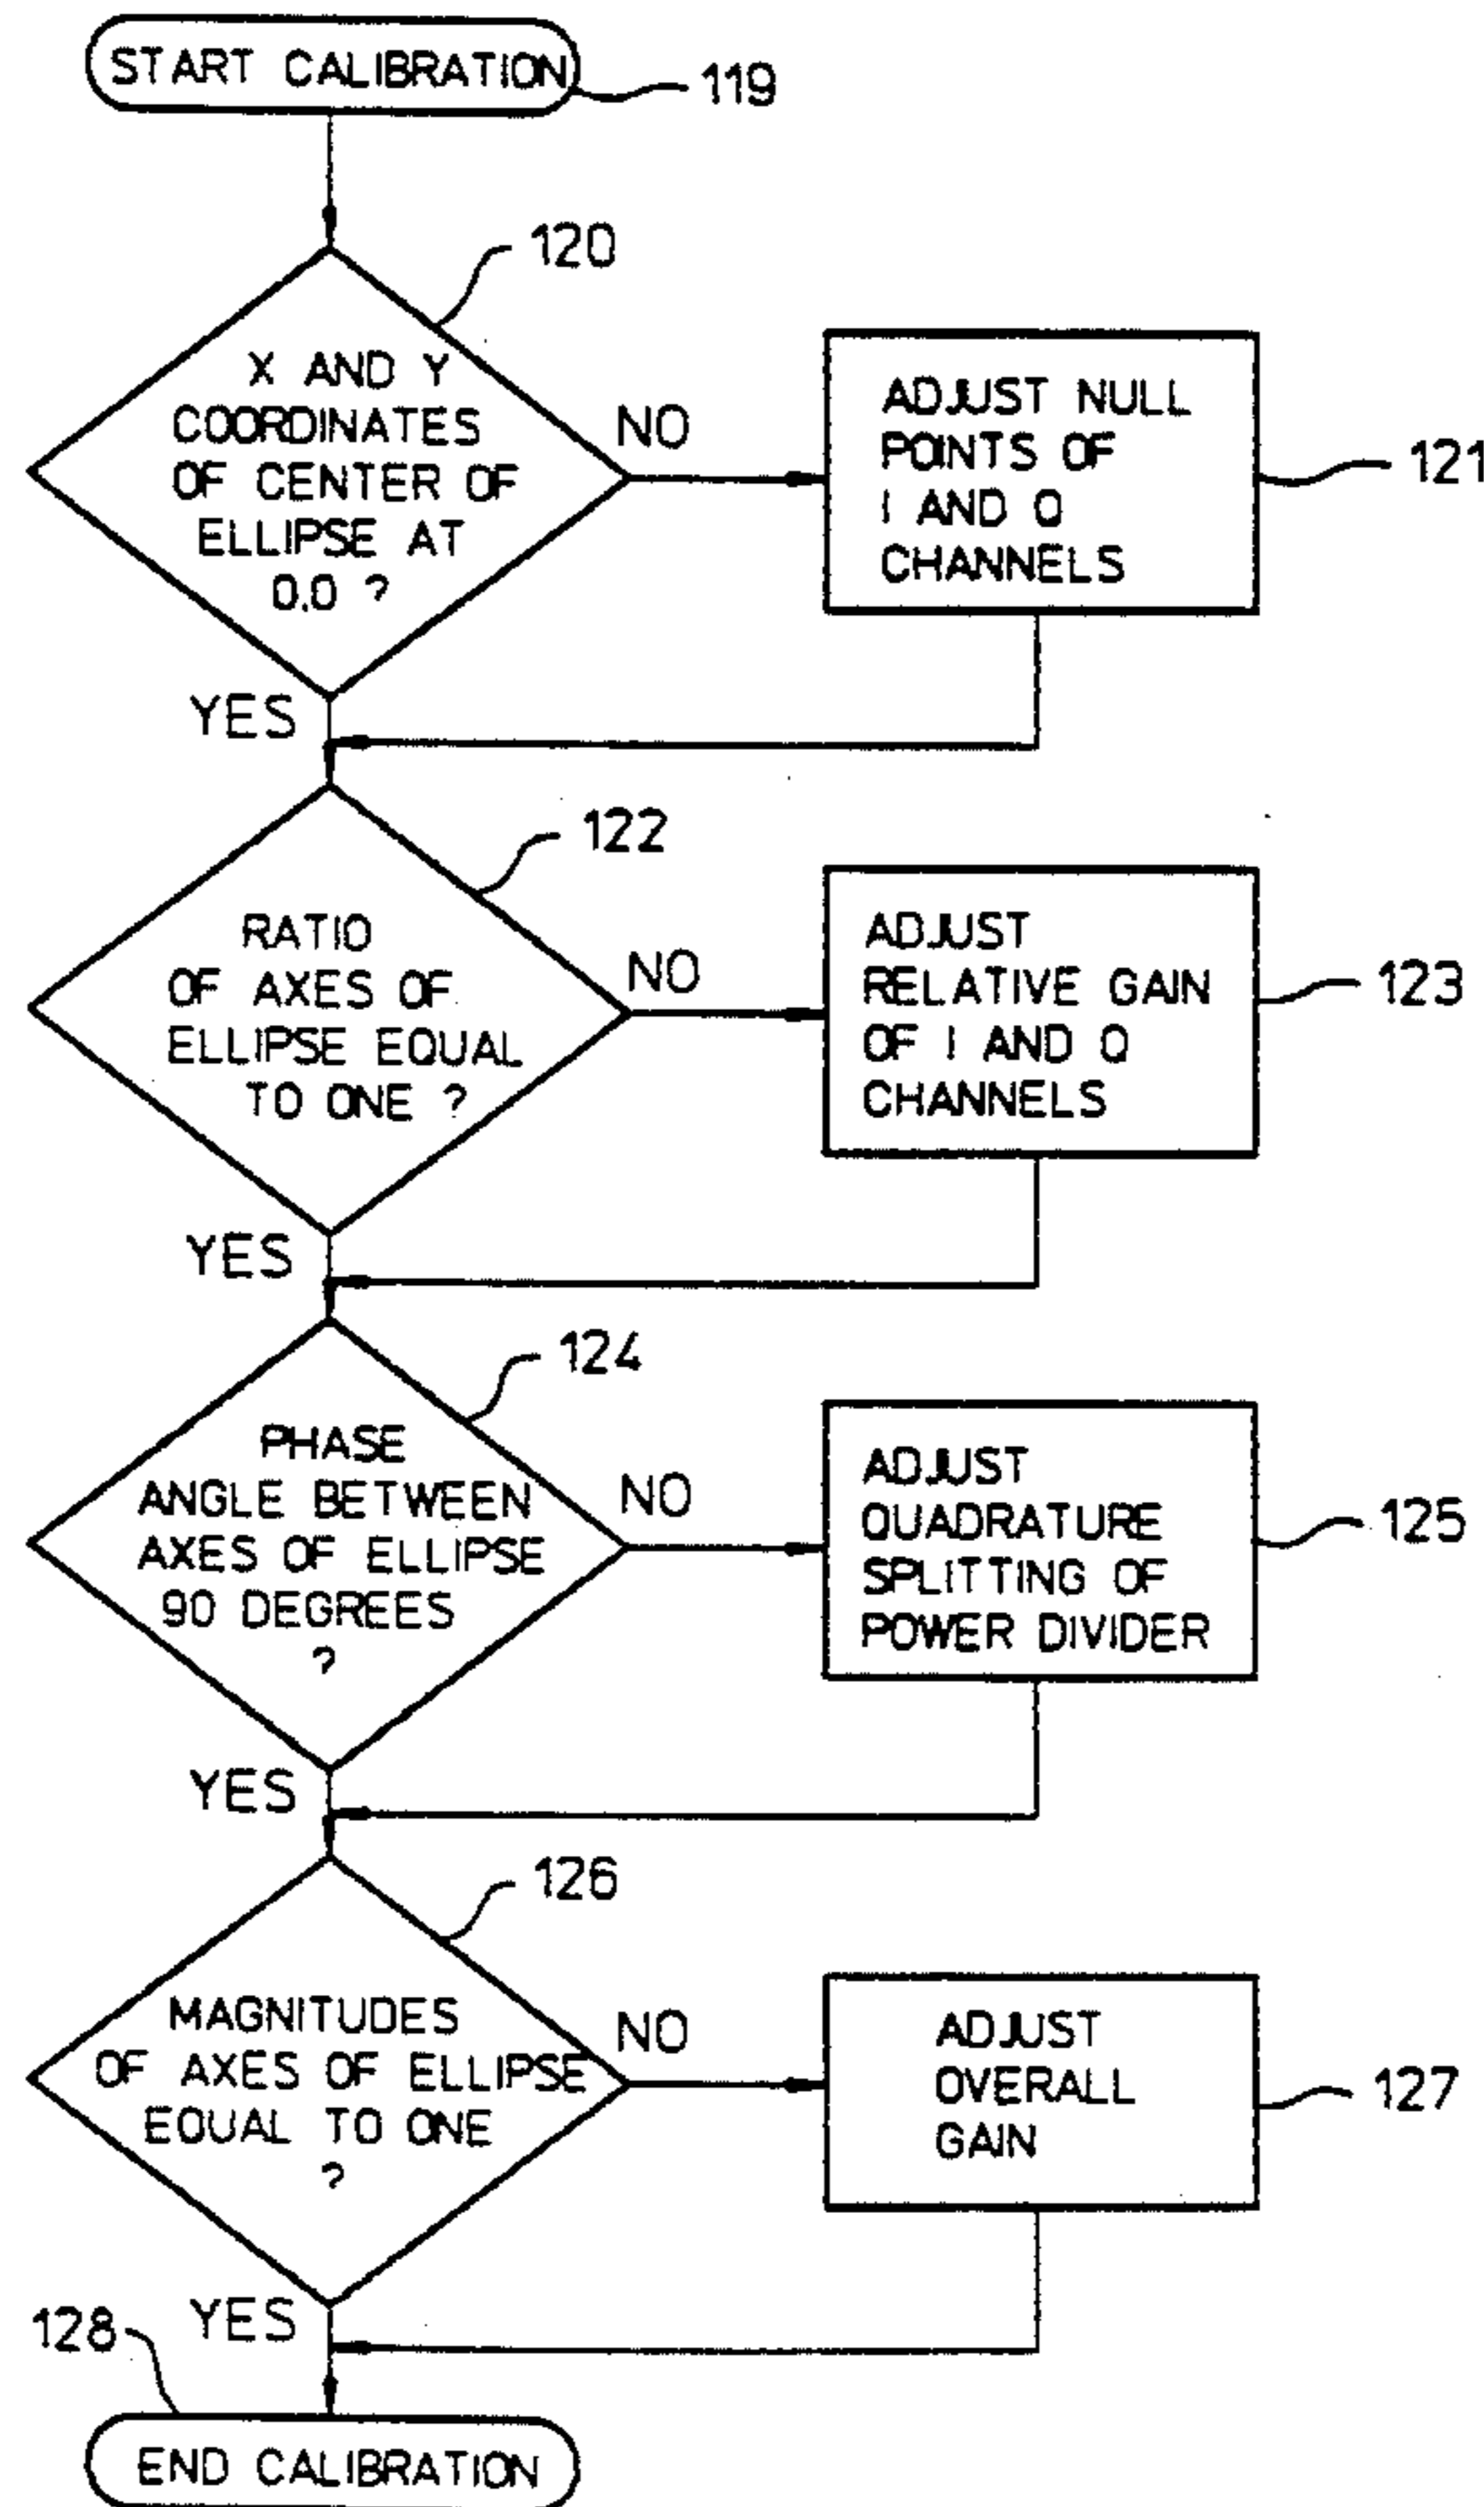 START CALIBRATION
119
120
X AND Y
COORDINATES
OF CENTER OF
ELLIPSE AT
0.0 ?
NO
ADJUST NULL
POINTS OF
I AND Q
CHANNELS
121
YES
122
RATIO
OF AXES OF
ELLIPSE EQUAL
TO ONE ?
NO
ADJUST
RELATIVE GAIN
OF I AND Q
CHANNELS
123
YES
124
PHASE
ANGLE BETWEEN
AXES OF ELLIPSE
90 DEGREES
?
NO
ADJUST
QUADRATURE
SPLITTING OF
POWER DIVIDER
125
YES
126
MAGNITUDES
OF AXES OF ELLIPSE
EQUAL TO ONE
?
NO
ADJUST
OVERALL
GAIN
127
YES
128
END CALIBRATION